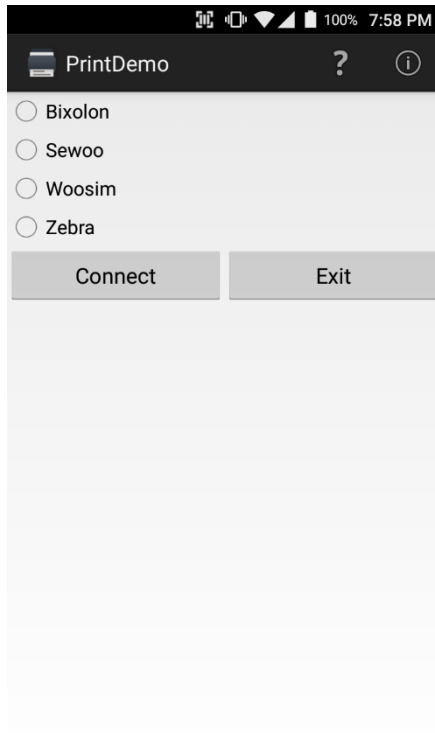 100% 7:58 PM
PrintDemo ?
Bixolon
Sewoo
Woosim
Zebra
Connect Exit